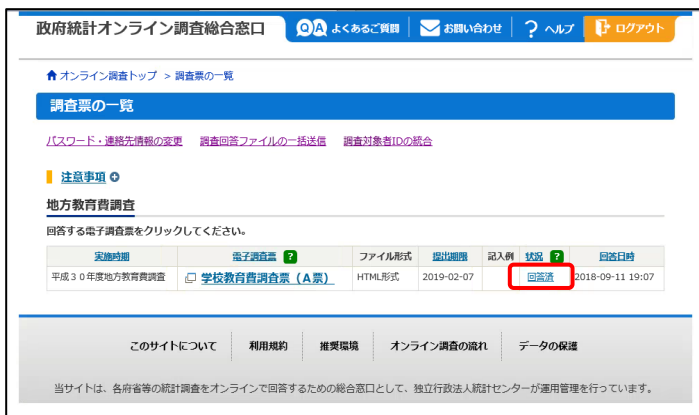 政府統計オンライン調査総合窓口 Q&A よくあるご質問 お問い合わせ ? ヘルプ ログアウト
オンライン調査トップ > 調査票の一覧
調査票の一覧
パスワード・連絡先情報の変更 調査回答ファイルの一括送信 調査対象者IDの統合
注意事項
地方教育費調査
回答する電子調査票をクリックしてください。
実施時期 電子調査票 ? ファイル形式 提出期限 記入例 状況 ? 回答日時
平成30年度地方教育費調査 学校教育費調査票(A票) HTML形式 2019-02-07 回答済 2018-09-11 19:07
このサイトについて 利用規約 推奨環境 オンライン調査の流れ データの保護
当サイトは、各府省等の統計調査をオンラインで回答するための総合窓口として、独立行政法人統計センターが運用管理を行っています。